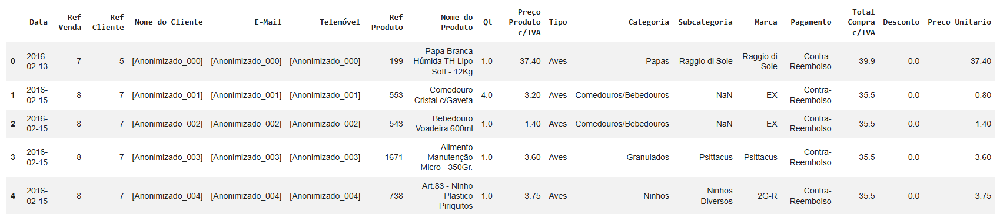 Data Ref Venda Ref Cliente Nome do Cliente E-Mail Telemóvel Ref Produto Nome do Produto Qt Preço Produto c/IVA Tipo Categoria Subcategoria Marca Pagamento Total Compra c/IVA Desconto Preco_Unitario
0 2016-02-13 7 5 [Anonimizado_000] [Anonimizado_000] [Anonimizado_000] 199 Papa Branca Húmida TH Lipo Soft - 12Kg 1.0 37.40 Aves Papas Raggio di Sole Raggio di Sole Contra-Reembolso 39.9 0.0 37.40
1 2016-02-15 8 7 [Anonimizado_001] [Anonimizado_001] [Anonimizado_001] 553 Comedouro Cristal c/Gaveta 4.0 3.20 Aves Comedouros/Bebedouros NaN EX Contra-Reembolso 35.5 0.0 0.80
2 2016-02-15 8 7 [Anonimizado_002] [Anonimizado_002] [Anonimizado_002] 543 Bebedouro Voadeira 600ml 1.0 1.40 Aves Comedouros/Bebedouros NaN EX Contra-Reembolso 35.5 0.0 1.40
3 2016-02-15 8 7 [Anonimizado_003] [Anonimizado_003] [Anonimizado_003] 1671 Alimento Manutenção Micro - 350Gr. 1.0 3.60 Aves Granulados Psittacus Psittacus Contra-Reembolso 35.5 0.0 3.60
4 2016-02-15 8 7 [Anonimizado_004] [Anonimizado_004] [Anonimizado_004] 738 Art.83 - Ninho Plastico Piriquitos 1.0 3.75 Aves Ninhos Ninhos Diversos 2G-R Contra-Reembolso 35.5 0.0 3.75